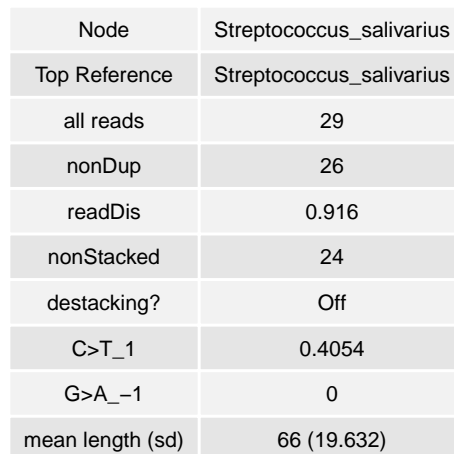 Node Streptococcus_salivarius
Top Reference Streptococcus_salivarius
all reads 29
nonDup 26
readDis 0.916
nonStacked 24
destacking? Off
C>T_1 0.4054
G>A_−1 0
mean length (sd) 66 (19.632)